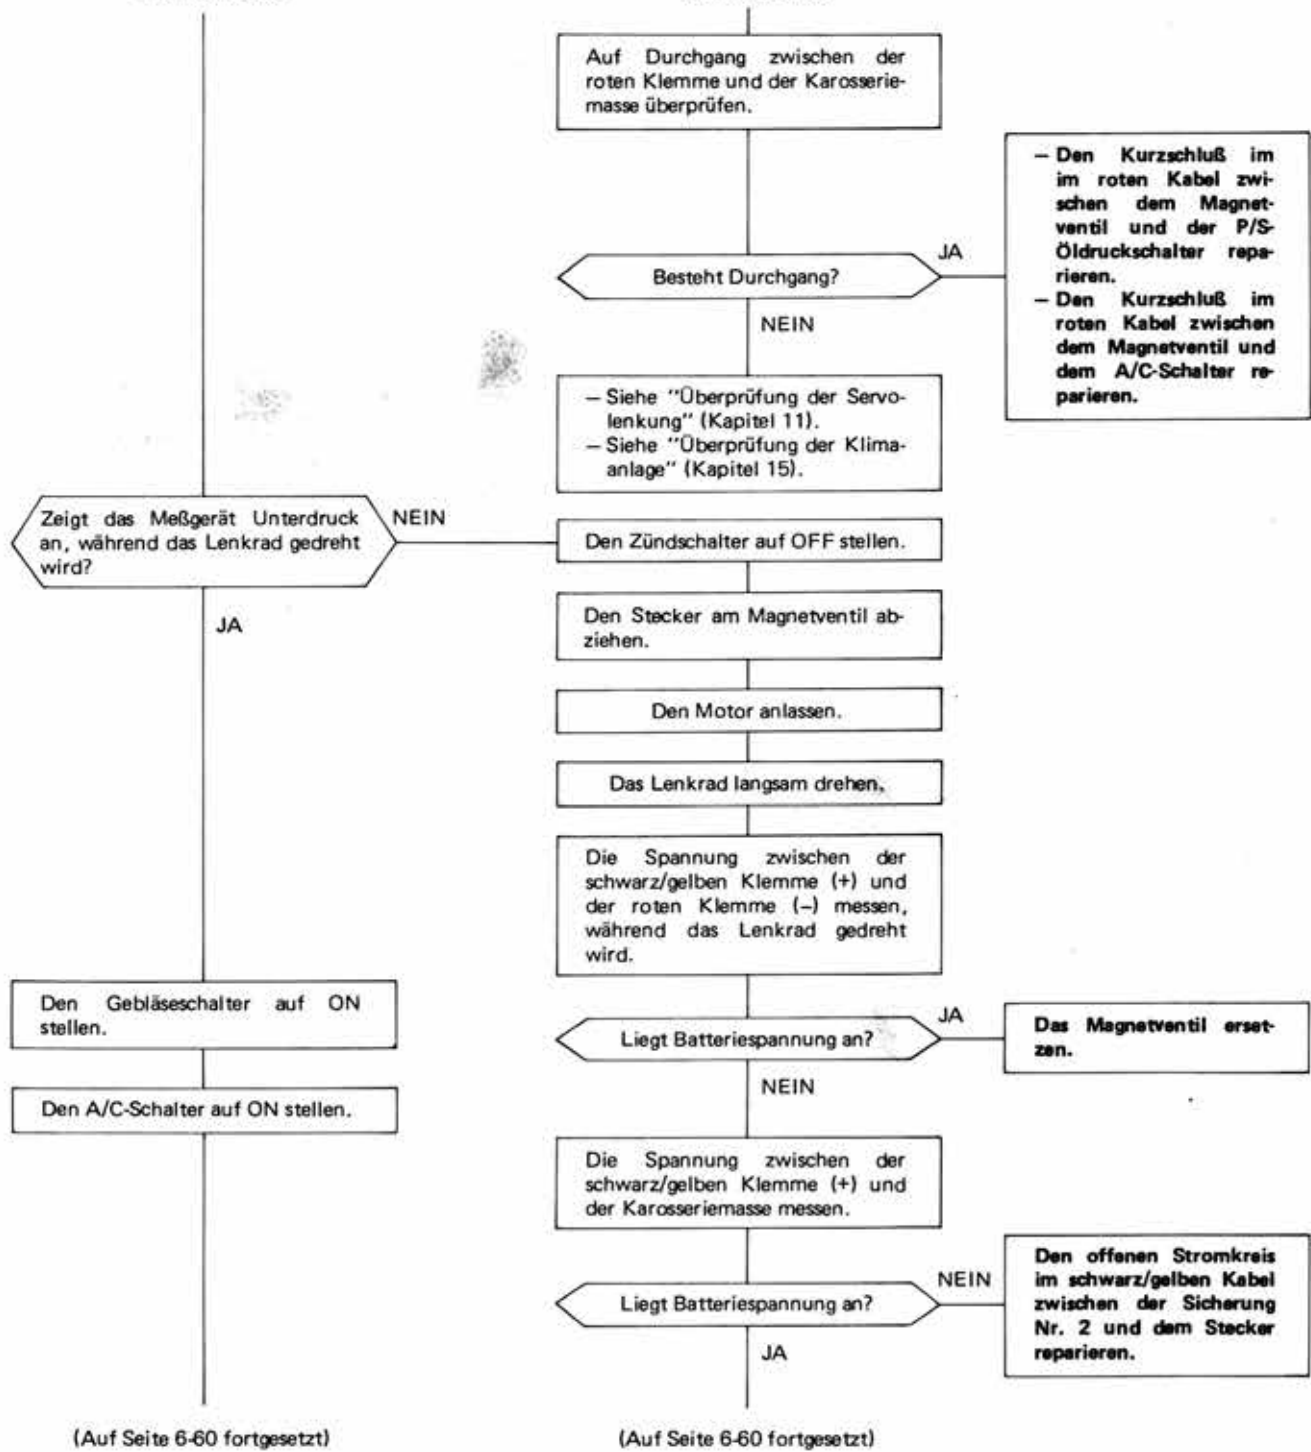 Auf Durchgang zwischen der
roten Klemme und der Karosserie-
masse überprüfen.
Besteht Durchgang?
JA
— Den Kurzschluß im
im roten Kabel zwi-
schen dem Magnet-
ventil und der P/S-
Öldruckschalter repa-
rieren.
— Den Kurzschluß im
roten Kabel zwischen
dem Magnetventil und
dem A/C-Schalter re-
parieren.
NEIN
— Siehe "Überprüfung der Servo-
lenkung" (Kapitel 11).
— Siehe "Überprüfung der Klima-
anlage" (Kapitel 15).
Zeigt das Meßgerät Unterdruck
an, während das Lenkrad gedreht
wird?
NEIN
Den Zündschalter auf OFF stellen.
JA
Den Stecker am Magnetventil ab-
ziehen.
Den Motor anlassen.
Das Lenkrad langsam drehen.
Die Spannung zwischen der
schwarz/gelben Klemme (+) und
der roten Klemme (–) messen,
während das Lenkrad gedreht
wird.
Den Gebläseschalter auf ON
stellen.
Liegt Batteriespannung an?
JA
Das Magnetventil erset-
zen.
NEIN
Den A/C-Schalter auf ON stellen.
Die Spannung zwischen der
schwarz/gelben Klemme (+) und
der Karosseriemasse messen.
Liegt Batteriespannung an?
NEIN
Den offenen Stromkreis
im schwarz/gelben Kabel
zwischen der Sicherung
Nr. 2 und dem Stecker
reparieren.
JA
(Auf Seite 6-60 fortgesetzt)
(Auf Seite 6-60 fortgesetzt)